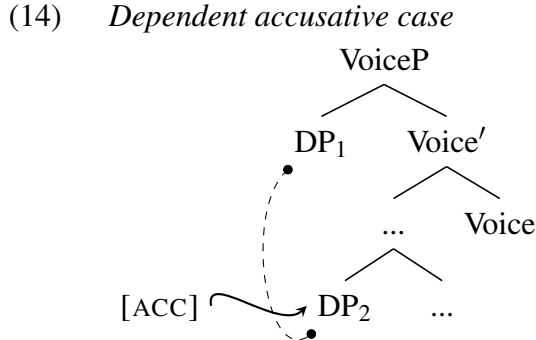 (14) Dependent accusative case
VoiceP
DP₁ Voice′
... Voice
[ACC] DP₂ ...